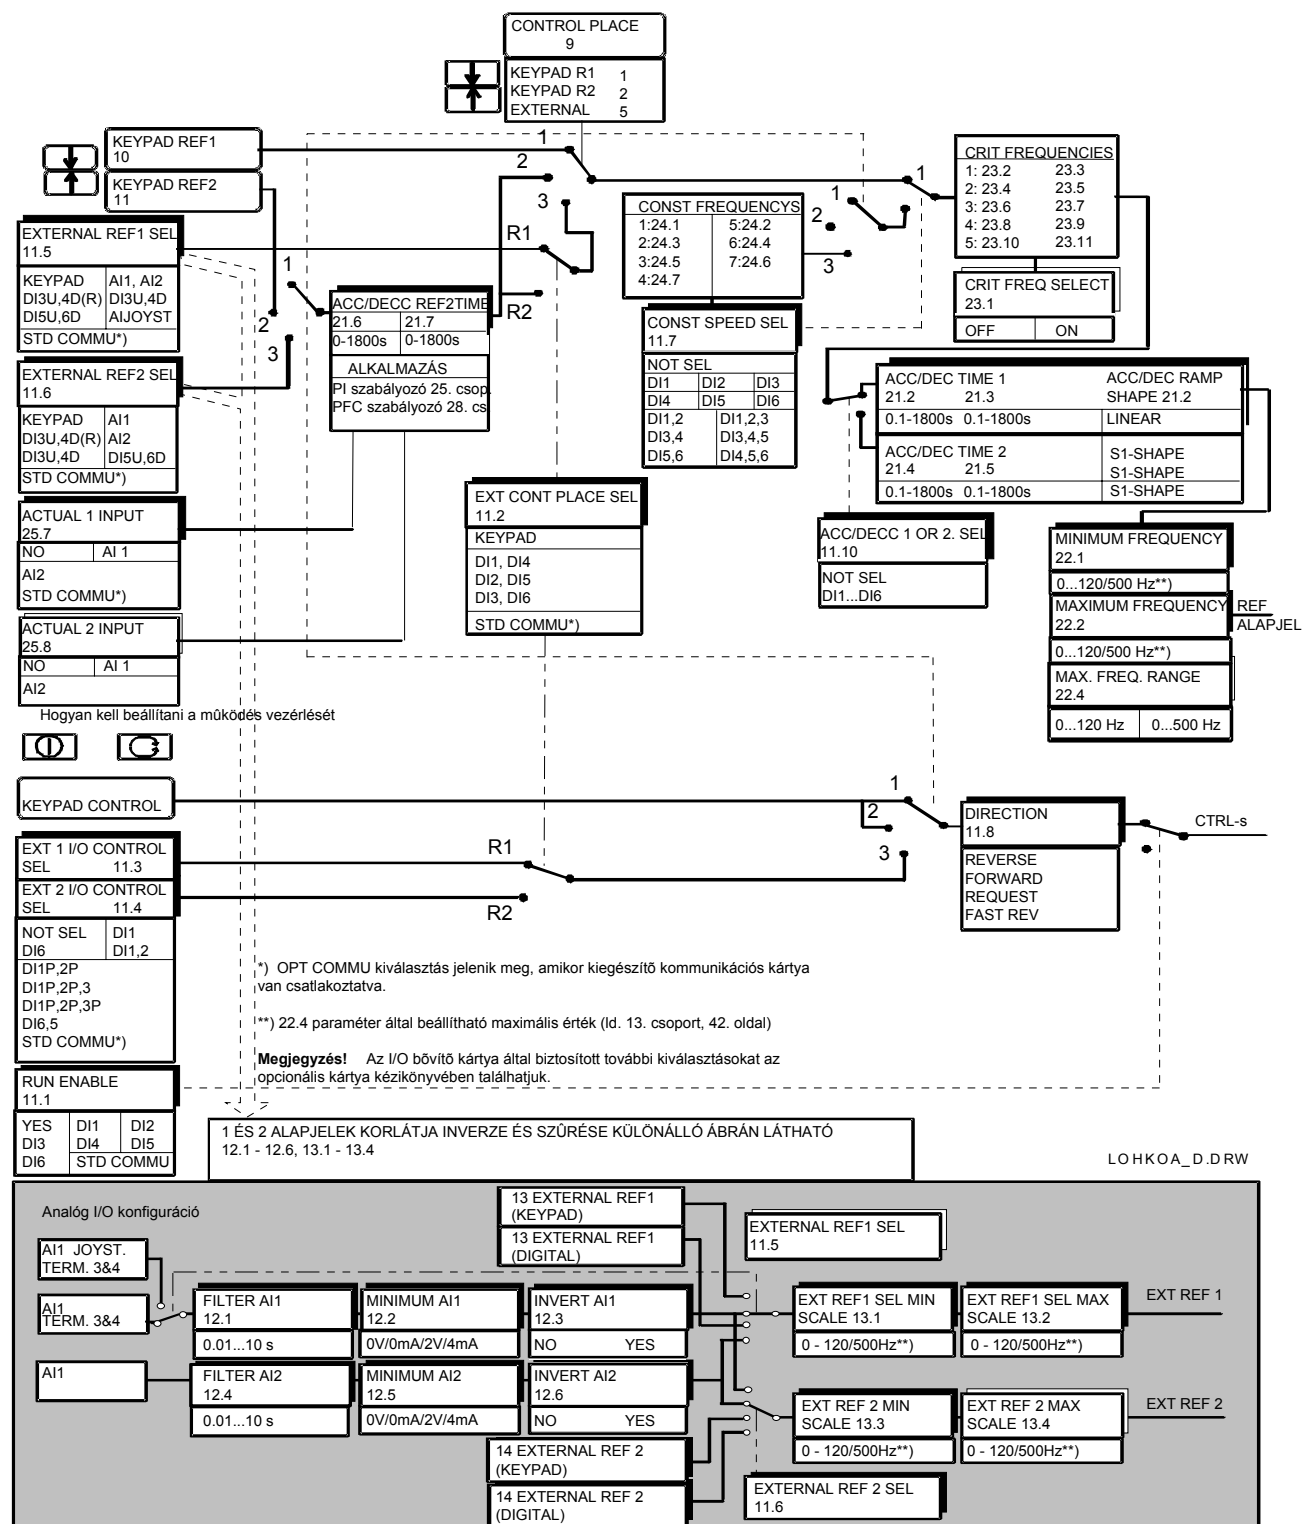 CONTROL PLACE
9
KEYPAD R1 1
KEYPAD R2 2
EXTERNAL 5
KEYPAD REF1
10
KEYPAD REF2
11
1
2
3
R1
R2
EXTERNAL REF1 SEL
11.5
KEYPAD AI1, AI2
DI3U,4D(R) DI3U,4D
DI5U,6D AIJOYST
STD COMMU*)
EXTERNAL REF2 SEL
11.6
KEYPAD AI1
DI3U,4D(R) AI2
DI3U,4D DI5U,6D
STD COMMU*)
1
2
3
ACC/DECC REF2TIME
21.6 21.7
0-1800s 0-1800s
ALKALMAZÁS
PI szabályozó 25. csop.
PFC szabályozó 28. cs
ACTUAL 1 INPUT
25.7
NO AI 1
AI2
STD COMMU*)
ACTUAL 2 INPUT
25.8
NO AI 1
AI2
EXT CONT PLACE SEL
11.2
KEYPAD
DI1, DI4
DI2, DI5
DI3, DI6
STD COMMU*)
CONST FREQUENCYS
1:24.1 5:24.2
2:24.3 6:24.4
3:24.5 7:24.6
4:24.7
1
2
3
1
CONST SPEED SEL
11.7
NOT SEL
DI1 DI2 DI3
DI4 DI5 DI6
DI1,2 DI1,2,3
DI3,4 DI3,4,5
DI5,6 DI4,5,6
CRIT FREQUENCIES
1: 23.2 23.3
2: 23.4 23.5
3: 23.6 23.7
4: 23.8 23.9
5: 23.10 23.11
CRIT FREQ SELECT
23.1
OFF ON
ACC/DEC TIME 1 ACC/DEC RAMP
21.2 21.3 SHAPE 21.2
0.1-1800s 0.1-1800s LINEAR
ACC/DEC TIME 2 S1-SHAPE
21.4 21.5 S1-SHAPE
0.1-1800s 0.1-1800s S1-SHAPE
ACC/DECC 1 OR 2. SEL
11.10
NOT SEL
DI1...DI6
MINIMUM FREQUENCY
22.1
0...120/500 Hz**)
MAXIMUM FREQUENCY
22.2
0...120/500 Hz**)
MAX. FREQ. RANGE
22.4
0...120 Hz 0...500 Hz
REF
ALAPJEL
Hogyan kell beállítani a mûködés vezérlését
KEYPAD CONTROL
EXT 1 I/O CONTROL
SEL 11.3
EXT 2 I/O CONTROL
SEL 11.4
NOT SEL DI1
DI6 DI1,2
DI1P,2P
DI1P,2P,3
DI1P,2P,3P
DI6,5
STD COMMU*)
R1
R2
1
2
3
DIRECTION
11.8
REVERSE
FORWARD
REQUEST
FAST REV
CTRL-s
*) OPT COMMU kiválasztás jelenik meg, amikor kiegészítõ kommunikációs kártya
van csatlakoztatva.
**) 22.4 paraméter által beállítható maximális érték (ld. 13. csoport, 42. oldal)
Megjegyzés! Az I/O bõvítõ kártya által biztosított további kiválasztásokat az
opcionális kártya kézikönyvében találhatjuk.
RUN ENABLE
11.1
YES DI1 DI2
DI3 DI4 DI5
DI6 STD COMMU
1 ÉS 2 ALAPJELEK KORLÁTJA INVERZE ÉS SZÛRÉSE KÜLÖNÁLLÓ ÁBRÁN LÁTHATÓ
12.1 - 12.6, 13.1 - 13.4
LOHKOA_D.DRW
Analóg I/O konfiguráció
13 EXTERNAL REF1
(KEYPAD)
13 EXTERNAL REF1
(DIGITAL)
EXTERNAL REF1 SEL
11.5
AI1 JOYST.
TERM. 3&4
AI1
TERM. 3&4
FILTER AI1
12.1
0.01...10 s
MINIMUM AI1
12.2
0V/0mA/2V/4mA
INVERT AI1
12.3
NO YES
EXT REF1 SEL MIN
SCALE 13.1
0 - 120/500Hz**)
EXT REF1 SEL MAX
SCALE 13.2
0 - 120/500Hz**)
EXT REF 1
AI1
FILTER AI2
12.4
0.01...10 s
MINIMUM AI2
12.5
0V/0mA/2V/4mA
INVERT AI2
12.6
NO YES
EXT REF 2 MIN
SCALE 13.3
0 - 120/500Hz**)
EXT REF 2 MAX
SCALE 13.4
0 - 120/500Hz**)
EXT REF 2
14 EXTERNAL REF 2
(KEYPAD)
14 EXTERNAL REF 2
(DIGITAL)
EXTERNAL REF 2 SEL
11.6